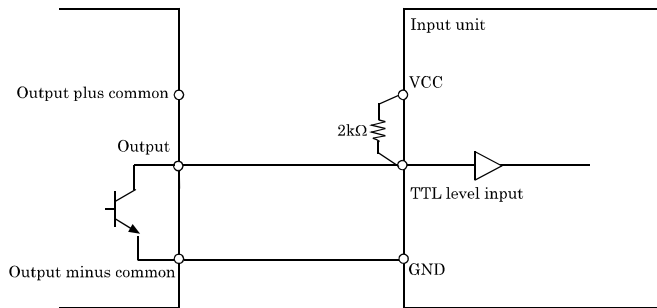 Input unit
VCC
Output plus common
2kΩ
Output
TTL level input
Output minus common
GND